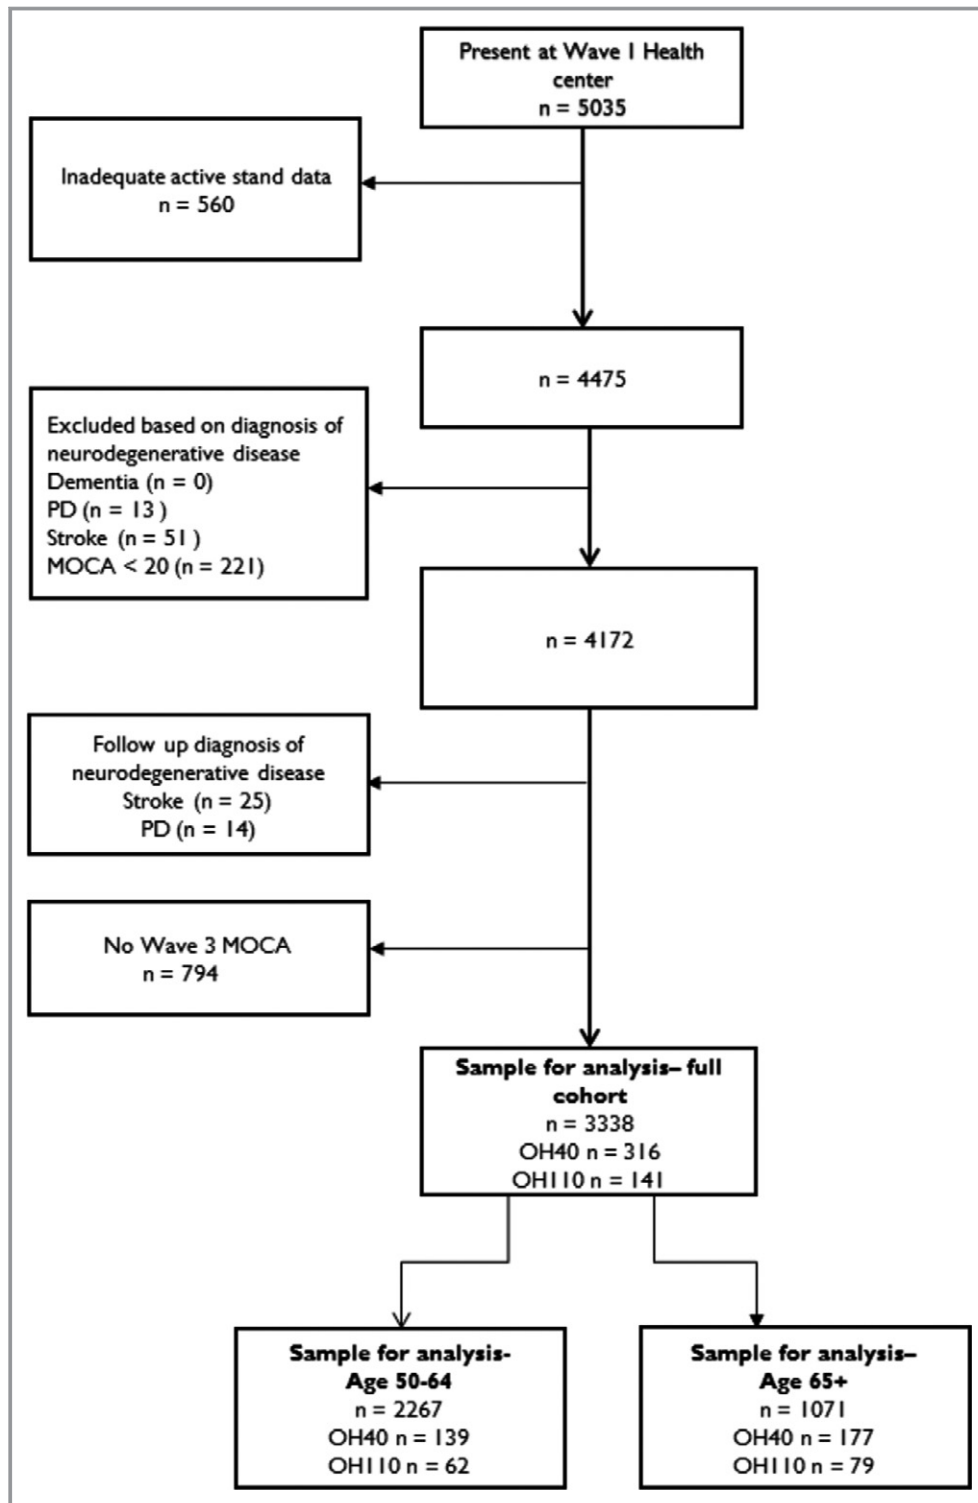 Present at Wave 1 Health
center
n = 5035
Inadequate active stand data
n = 560
n = 4475
Excluded based on diagnosis of
neurodegenerative disease
Dementia (n = 0)
PD (n = 13 )
Stroke (n = 51 )
MOCA < 20 (n = 221)
n = 4172
Follow up diagnosis of
neurodegenerative disease
Stroke (n = 25)
PD (n = 14)
No Wave 3 MOCA
n = 794
Sample for analysis– full
cohort
n = 3338
OH40 n = 316
OH110 n = 141
Sample for analysis-
Age 50-64
n = 2267
OH40 n = 139
OH110 n = 62
Sample for analysis–
Age 65+
n = 1071
OH40 n = 177
OH110 n = 79